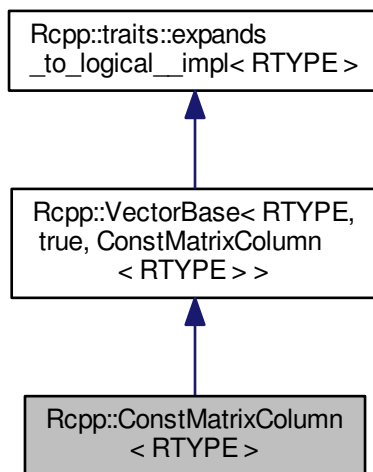 Rcpp::traits::expands
_to_logical__impl< RTYPE >
Rcpp::VectorBase< RTYPE,
true, ConstMatrixColumn
< RTYPE > >
Rcpp::ConstMatrixColumn
< RTYPE >